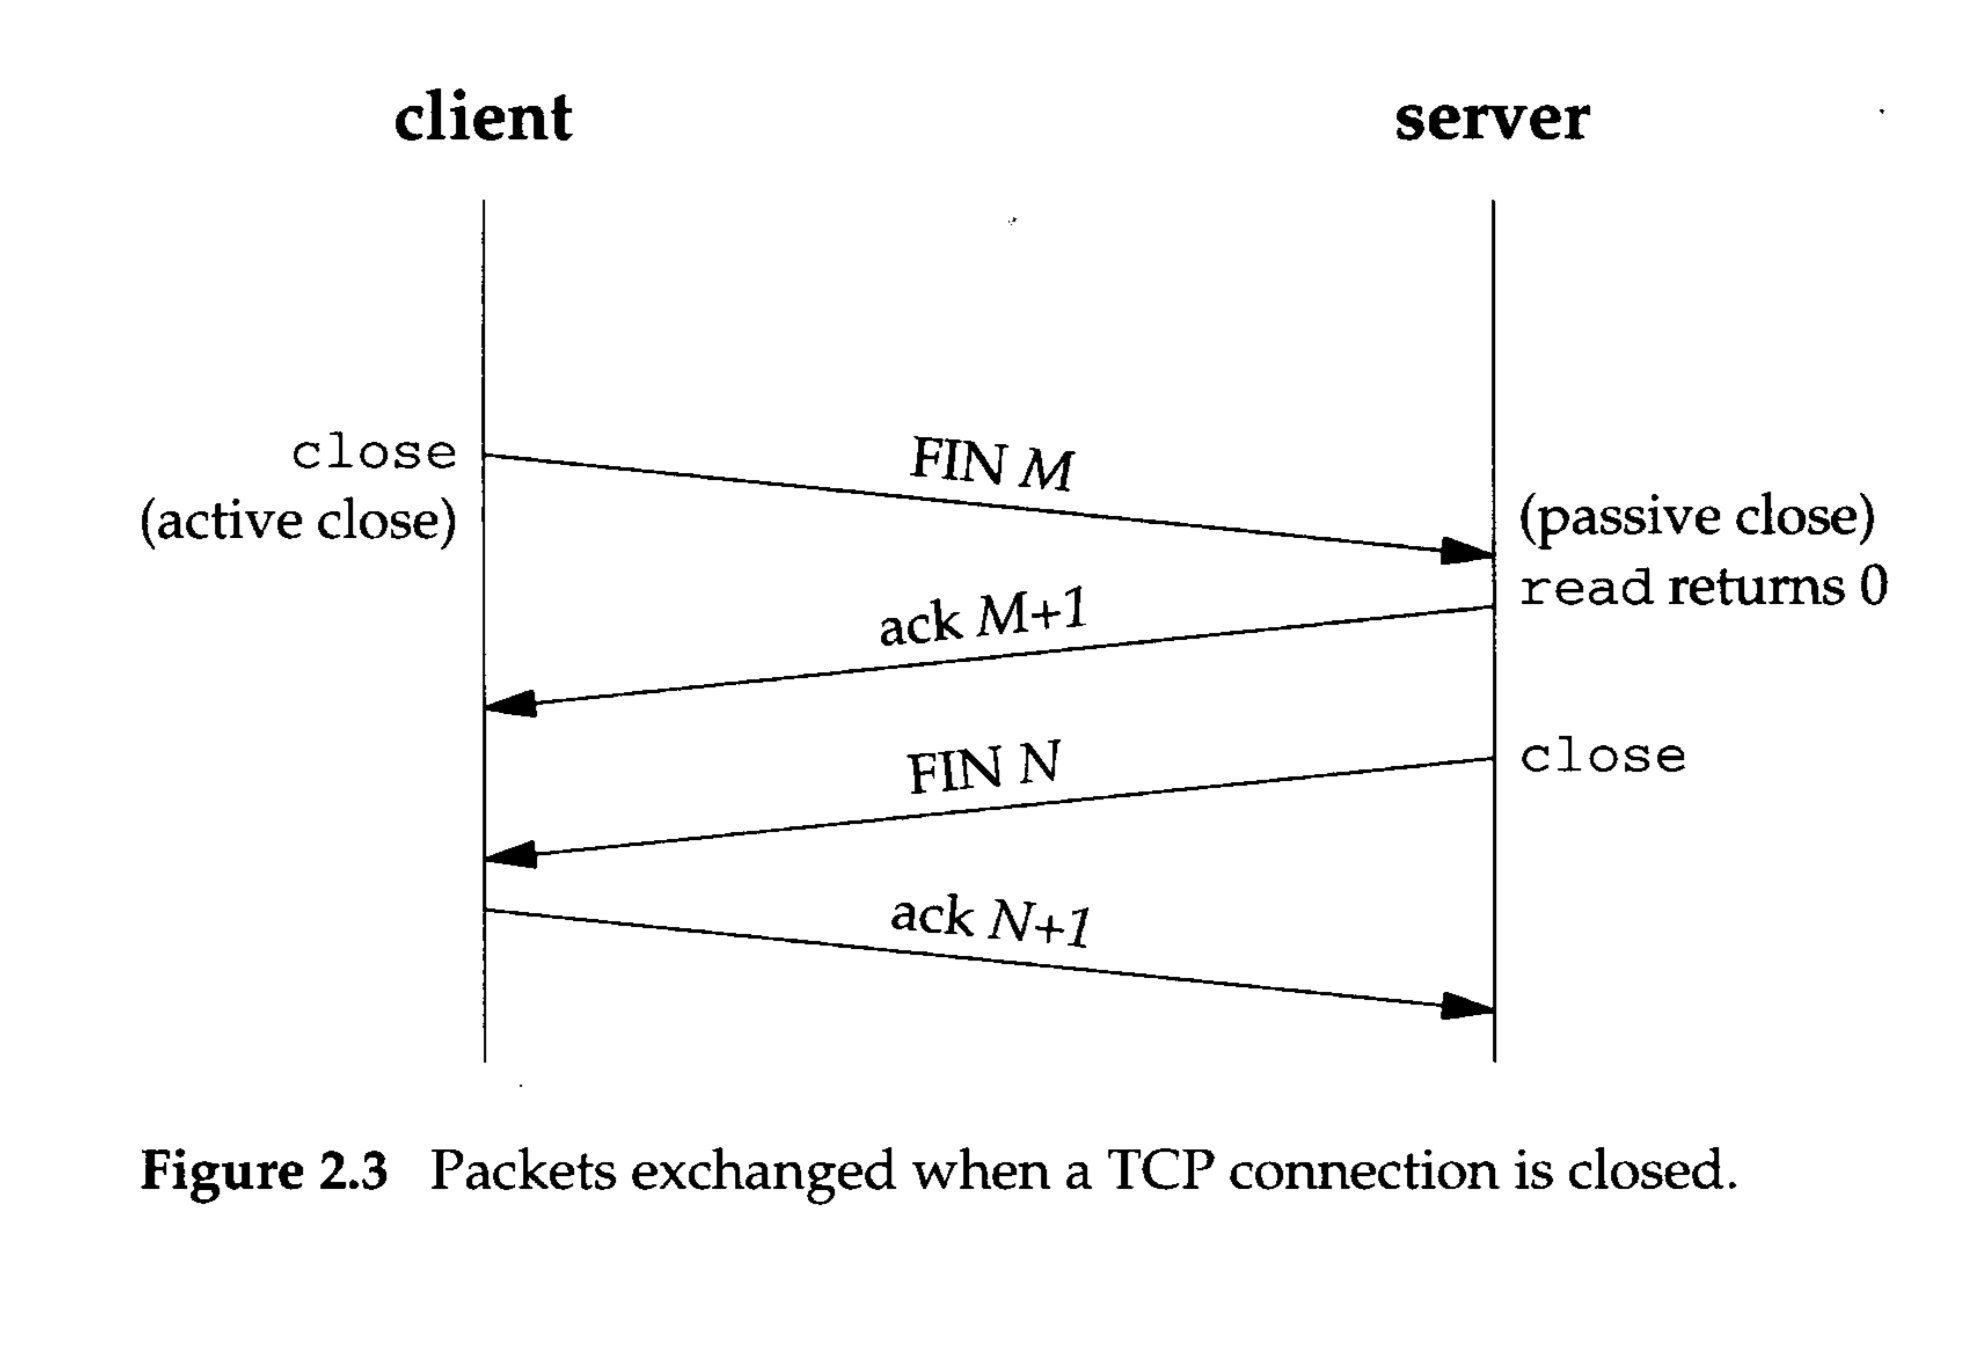 client
server
close
(active close)
FIN M
(passive close)
read returns 0
ack M+1
FIN N
close
ack N+1
Figure 2.3 Packets exchanged when a TCP connection is closed.